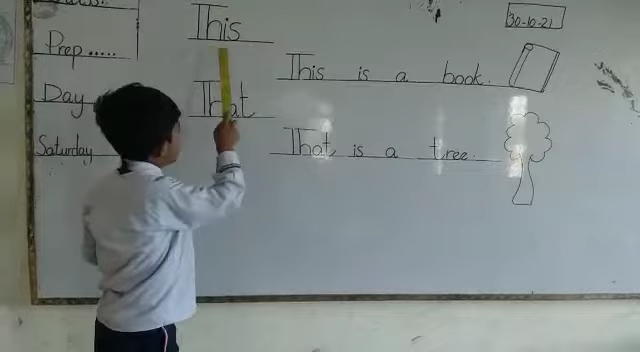 This
30-10-21
Prep.....
This is a book.
Day
That
Saturday
That is a tree.